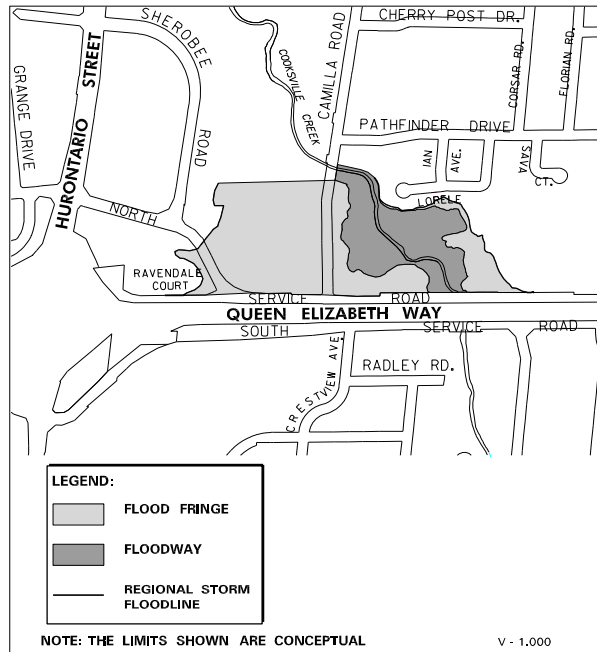 CHERRY POST DR.
SHEROBEE
ROAD
COOKSVILLE
CREEK
CAMILLA ROAD
CORSAR RD.
FLORIAN RD.
GRANGE DRIVE
HURONTARIO STREET
PATHFINDER DRIVE
IAN
AVE.
SAVA
CT.
LORELE
NORTH
RAVENDALE
COURT
SERVICE ROAD
QUEEN ELIZABETH WAY
SOUTH SERVICE ROAD
CRESTVIEW AVE.
RADLEY RD.
LEGEND:
FLOOD FRINGE
FLOODWAY
REGIONAL STORM
FLOODLINE
NOTE: THE LIMITS SHOWN ARE CONCEPTUAL
V - 1.000